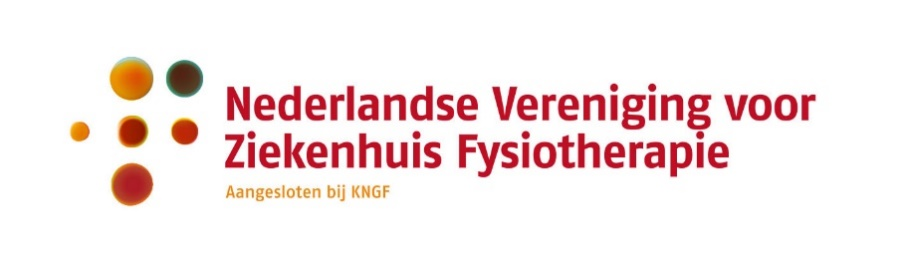 Nederlandse Vereniging voor
Ziekenhuis Fysiotherapie
Aangesloten bij KNGF